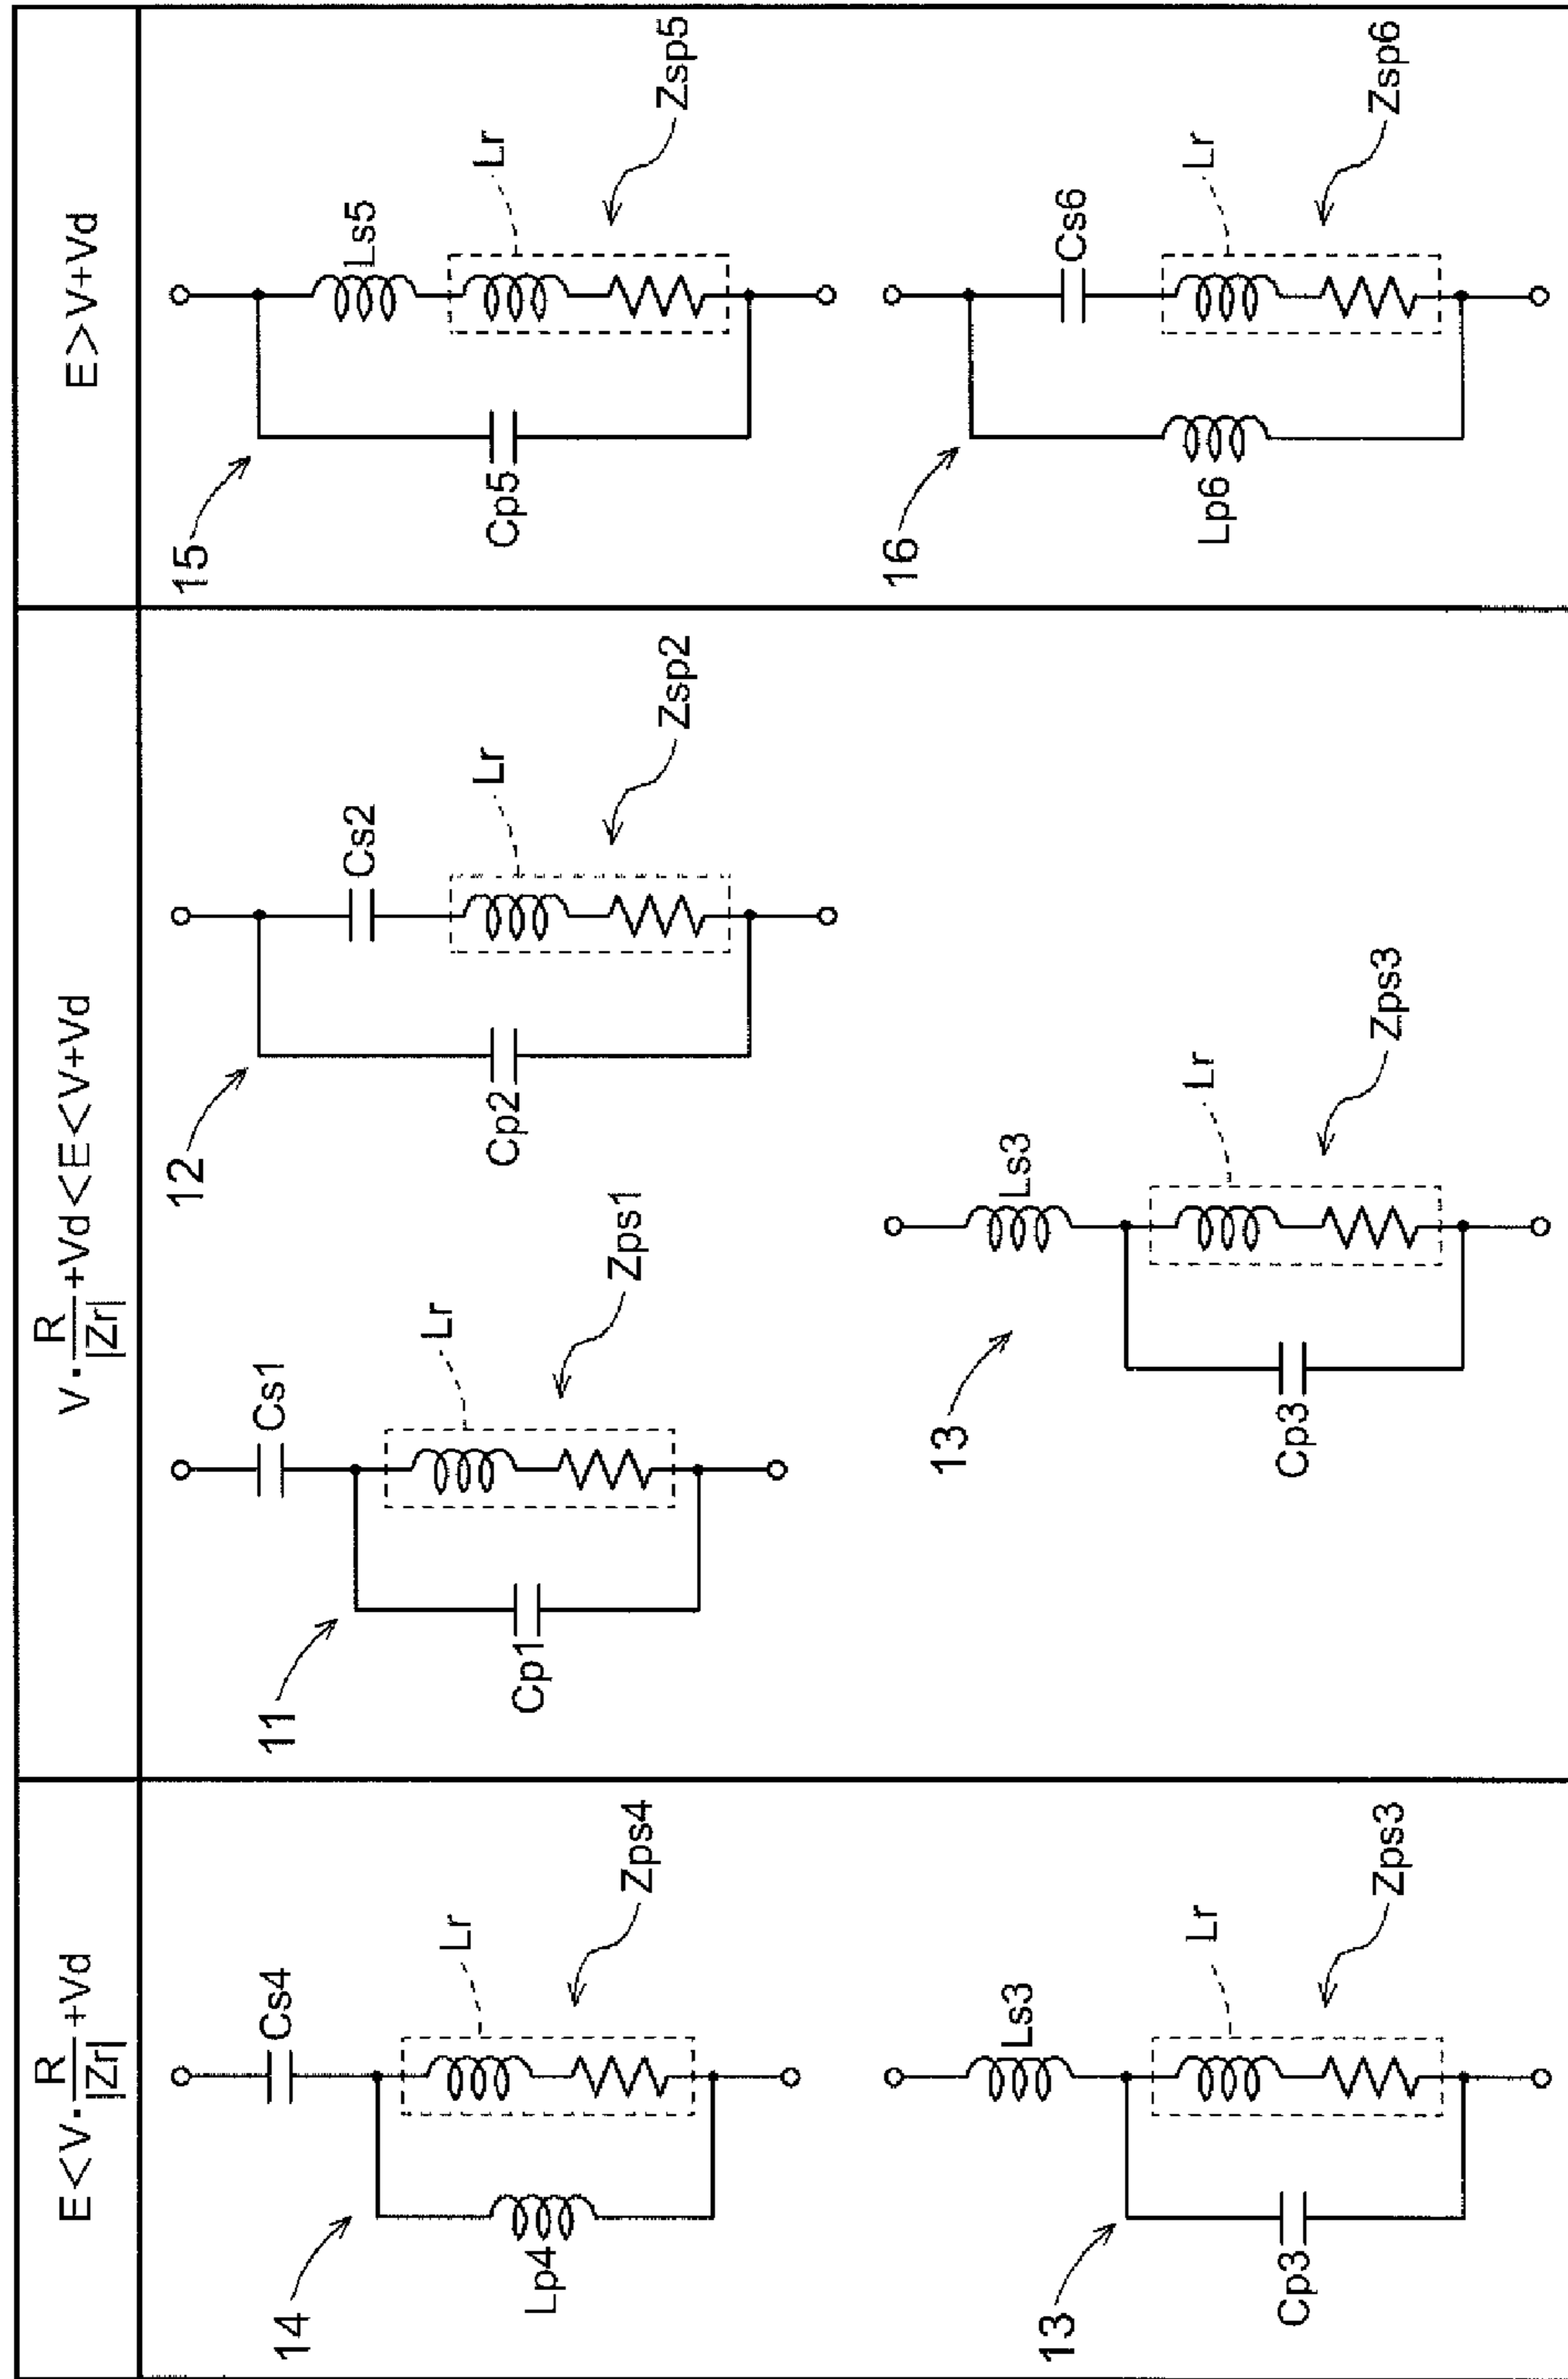 E<V・R/|Zr|+Vd
V・R/|Zr|+Vd<E<V+Vd
E>V+Vd
14
Cs4
Lr
Lp4
Zps4
13
Ls3
Lr
Cp3
Zps3
11
Cs1
Lr
Cp1
Zps1
12
Cs2
Lr
Cp2
Zsp2
13
Ls3
Lr
Cp3
Zps3
15
Ls5
Lr
Cp5
Zsp5
16
Cs6
Lr
Lp6
Zsp6